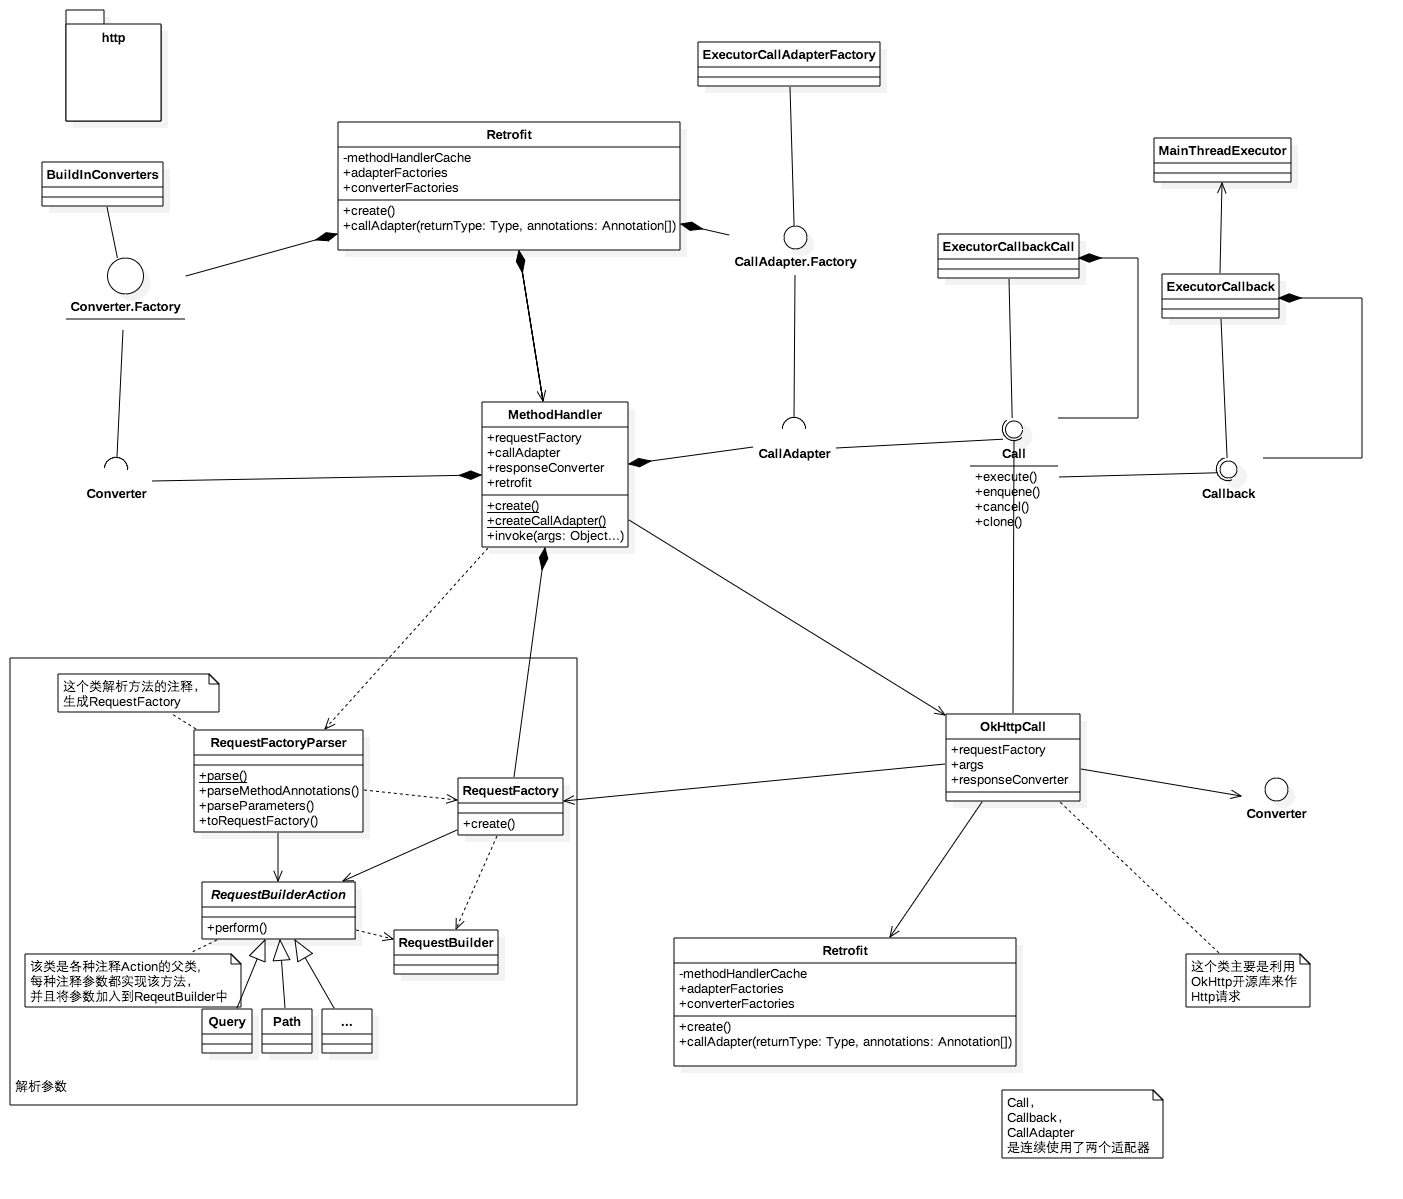 http
ExecutorCallAdapterFactory
Retrofit
-methodHandlerCache
+adapterFactories
+converterFactories
+create()
+callAdapter(returnType: Type, annotations: Annotation[])
MainThreadExecutor
BuildInConverters
CallAdapter.Factory
ExecutorCallbackCall
ExecutorCallback
Converter.Factory
MethodHandler
+requestFactory
+callAdapter
+responseConverter
+retrofit
+create()
+createCallAdapter()
+invoke(args: Object...)
CallAdapter
Call
+execute()
+enquene()
+cancel()
+clone()
Callback
Converter
这个类解析方法的注释，
生成RequestFactory
RequestFactoryParser
+parse()
+parseMethodAnnotations()
+parseParameters()
+toRequestFactory()
RequestFactory
+create()
OkHttpCall
+requestFactory
+args
+responseConverter
Converter
RequestBuilderAction
+perform()
RequestBuilder
该类是各种注释Action的父类,
每种注释参数都实现该方法，
并且将参数加入到ReqeutBuilder中
Query
Path
...
解析参数
Retrofit
-methodHandlerCache
+adapterFactories
+converterFactories
+create()
+callAdapter(returnType: Type, annotations: Annotation[])
这个类主要是利用
OkHttp开源库来作
Http请求
Call，
Callback，
CallAdapter
是连续使用了两个适配器